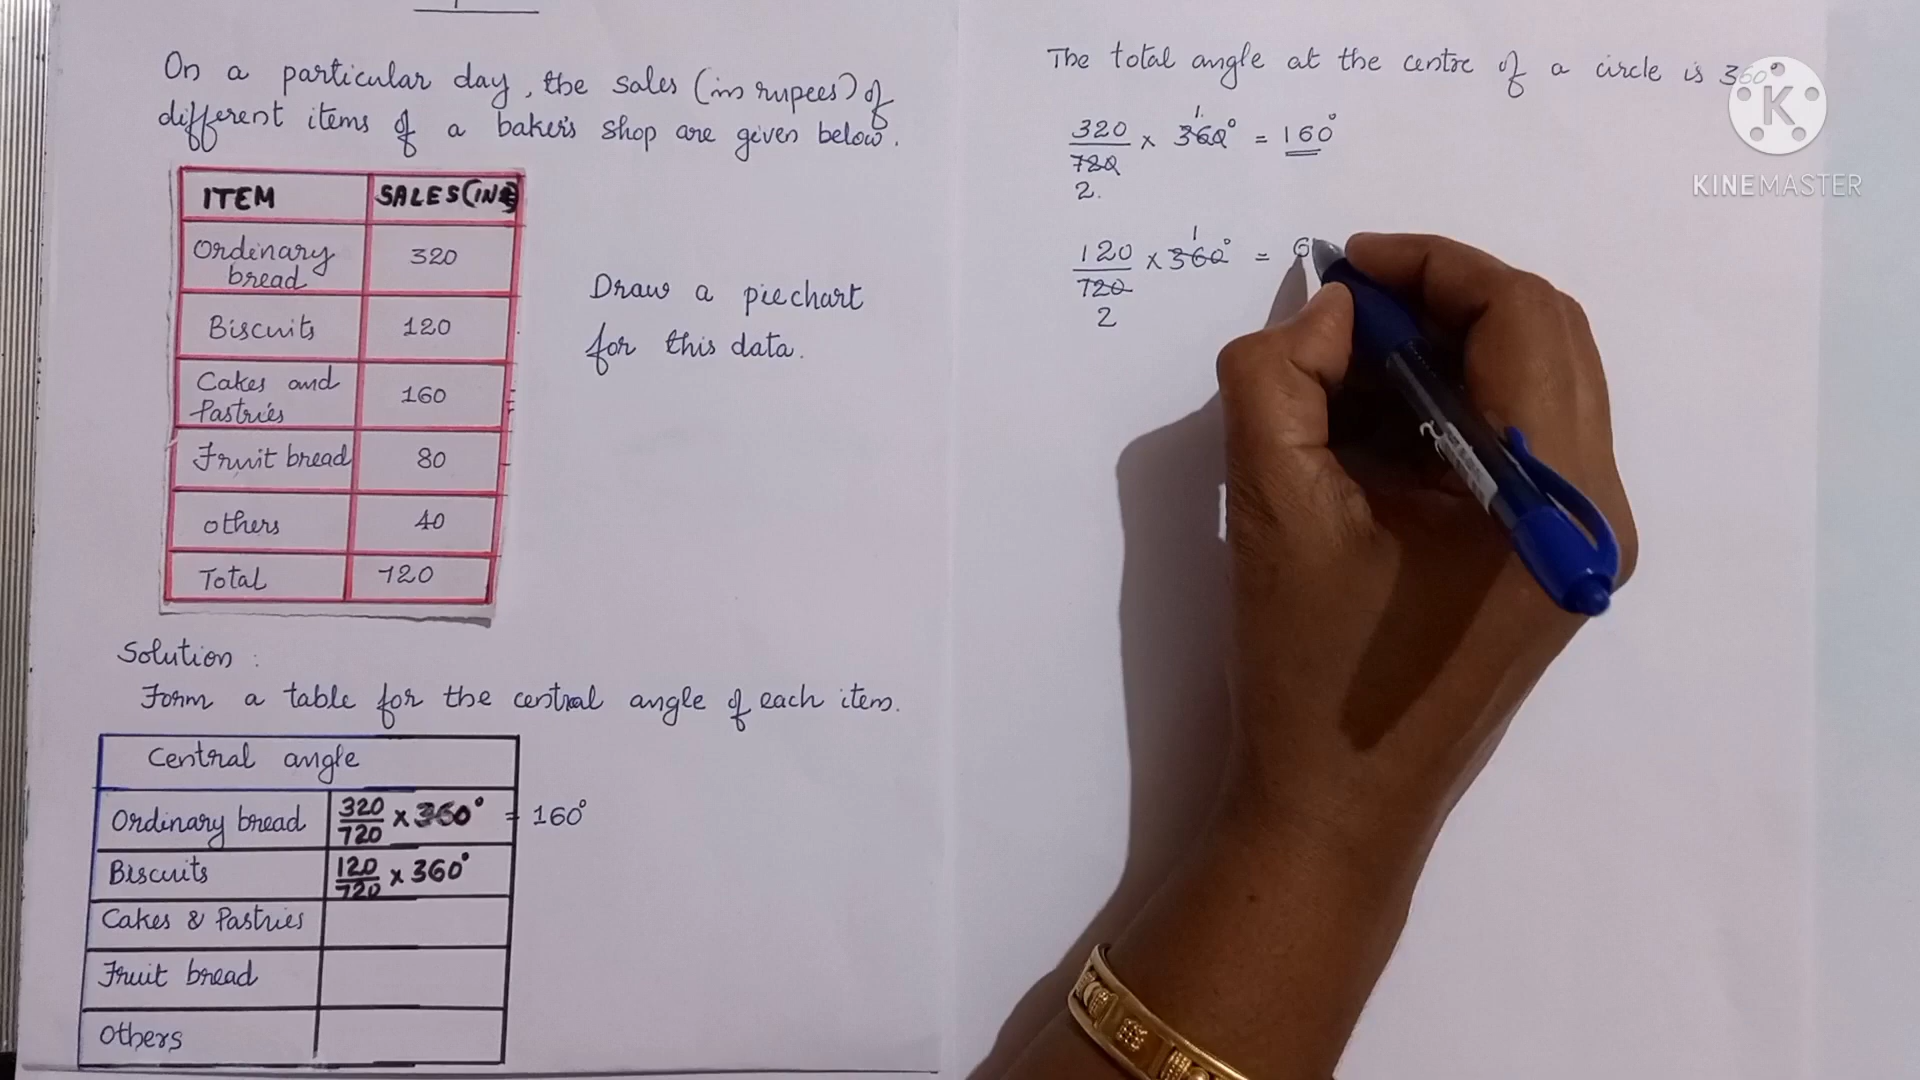 On a particular day, the sales (in rupees) of
different items of a baker's shop are given below.
ITEM SALES(IN
Ordinary bread 320
Biscuits 120
Cakes and Pastries 160
Fruit bread 80
others 40
Total 720
Draw a piechart
for this data.
Solution :
Form a table for the central angle of each item.
Central angle
Ordinary bread 320/720 x 360° = 160°
Biscuits 120/720 x 360°
Cakes & Pastries
Fruit bread
Others
The total angle at the centre of a circle is 360°
1
320/720 x 360° = 160°
2.
1
120/720 x 360° = 6
2
K
KINEMASTER